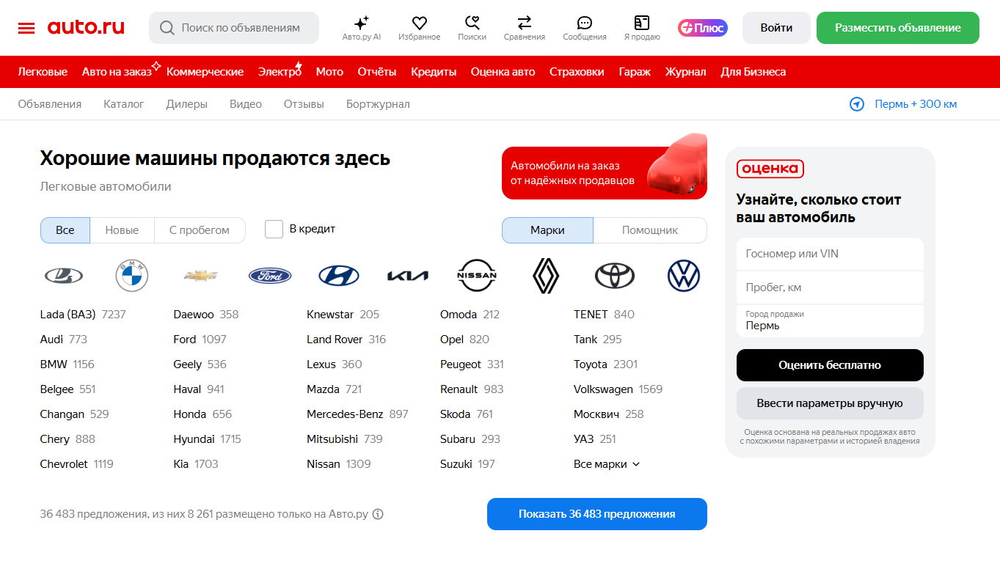 auto.ru
Поиск по объявлениям
Авто.ру AI
Избранное
Поиски
Сравнения
Сообщения
Я продаю
Плюс
Войти
Разместить объявление
Легковые
Авто на заказ
Коммерческие
Электро
Мото
Отчёты
Кредиты
Оценка авто
Страховки
Гараж
Журнал
Для Бизнеса
Объявления
Каталог
Дилеры
Видео
Отзывы
Бортжурнал
Пермь + 300 км
Хорошие машины продаются здесь
Легковые автомобили
Автомобили на заказ
от надёжных продавцов
Все
Новые
С пробегом
В кредит
Марки
Помощник
BMW
Ford
KIA
NISSAN
Lada (ВАЗ) 7237
Audi 773
BMW 1156
Belgee 551
Changan 529
Chery 888
Chevrolet 1119
Daewoo 358
Ford 1097
Geely 536
Haval 941
Honda 656
Hyundai 1715
Kia 1703
Knewstar 205
Land Rover 316
Lexus 360
Mazda 721
Mercedes-Benz 897
Mitsubishi 739
Nissan 1309
Omoda 212
Opel 820
Peugeot 331
Renault 983
Skoda 761
Subaru 293
Suzuki 197
TENET 840
Tank 295
Toyota 2301
Volkswagen 1569
Москвич 258
УАЗ 251
Все марки
36 483 предложения, из них 8 261 размещено только на Авто.ру
Показать 36 483 предложения
оценка
Узнайте, сколько стоит
ваш автомобиль
Госномер или VIN
Пробег, км
Город продажи
Пермь
Оценить бесплатно
Ввести параметры вручную
Оценка основана на реальных продажах авто
с похожими параметрами и историей владения